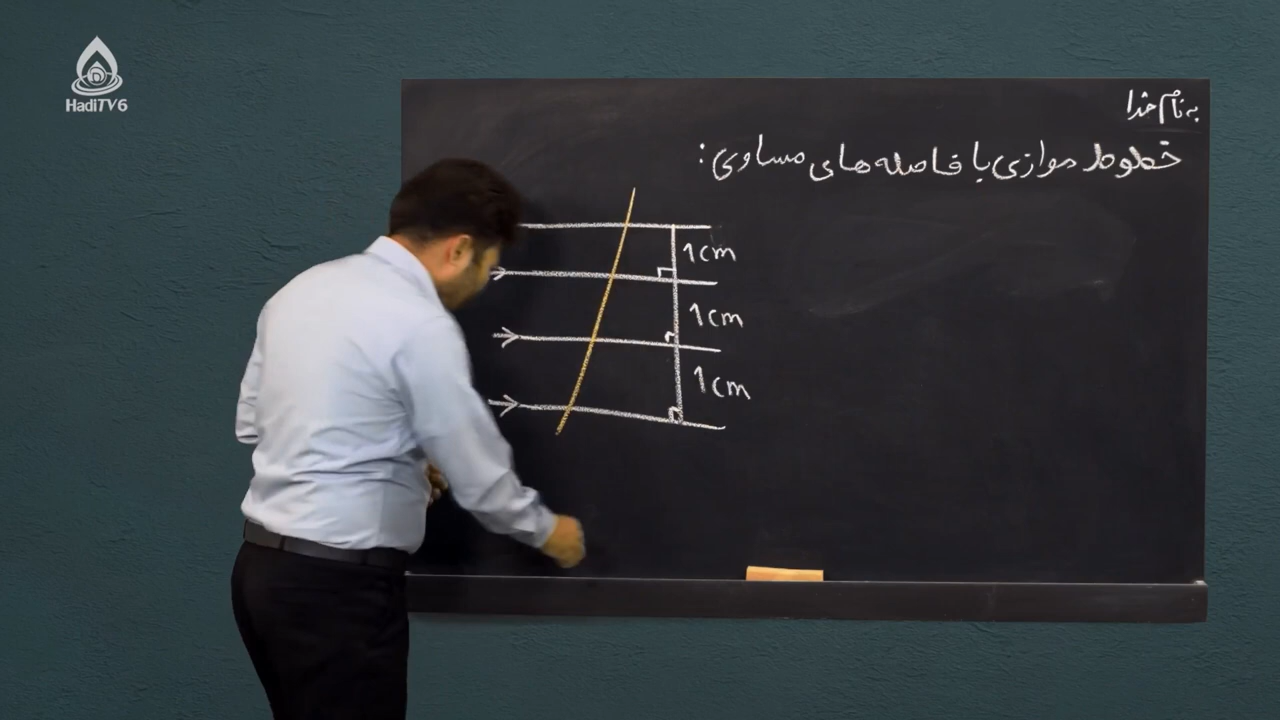 HadiTV6
به نام خدا
خطوط موازی با فاصله های مساوی:
1cm
1cm
1cm